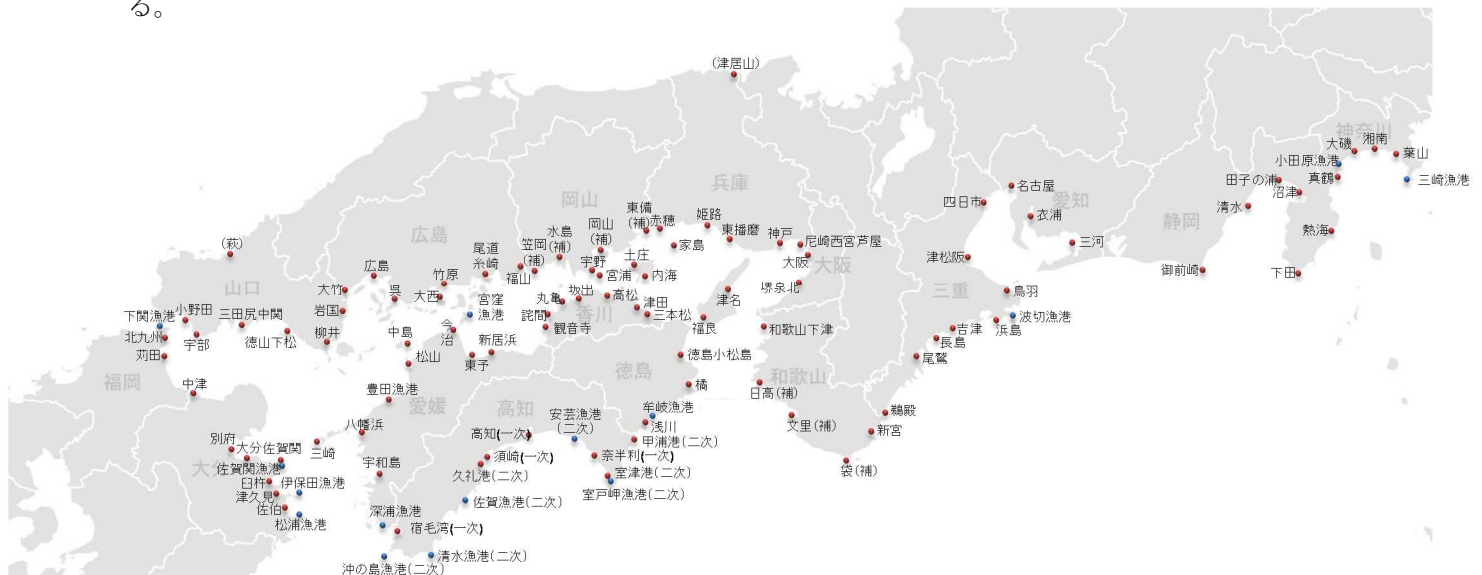 る。
(津居山)
神奈川
大磯
湘南
葉山
小田原漁港
三崎漁港
真鶴
田子の浦
沼津
清水
熱海
下田
御前崎
静岡
愛知
名古屋
衣浦
三河
四日市
津松阪
三重
鳥羽
波切漁港
浜島
吉津
長島
尾鷲
鵜殿
新宮
袋(補)
文里(補)
日高(補)
和歌山
和歌山下津
兵庫
姫路
東播磨
神戸
尼崎西宮芦屋
大阪
大阪
堺泉北
津名
福良
家島
赤穂
東備
(補)
岡山
岡山
(補)
水島
(補)
笠岡
(補)
宇野
宮浦
土庄
内海
福山
尾道
糸崎
竹原
大西
広島
広島
呉
大竹
岩国
柳井
(萩)
山口
小野田
三田尻中関
徳山下松
下関漁港
宇部
北九州
苅田
福岡
中津
宮窪
漁港
今治
中島
松山
新居浜
東予
丸亀
坂出
高松
香川
詫間
観音寺
津田
三本松
徳島
徳島小松島
橘
牟岐漁港
浅川
甲浦港(二次)
安芸漁港
(二次)
高知
高知(一次)
奈半利(一次)
室津港(二次)
室戸岬漁港(二次)
須崎(一次)
久礼港(二次)
佐賀漁港(二次)
愛媛
豊田漁港
八幡浜
三崎
宇和島
深浦漁港
宿毛湾(一次)
清水漁港(二次)
沖の島漁港(二次)
別府
大分佐賀関
大分
佐賀関漁港
臼杵
伊保田漁港
津久見
佐伯
松浦漁港